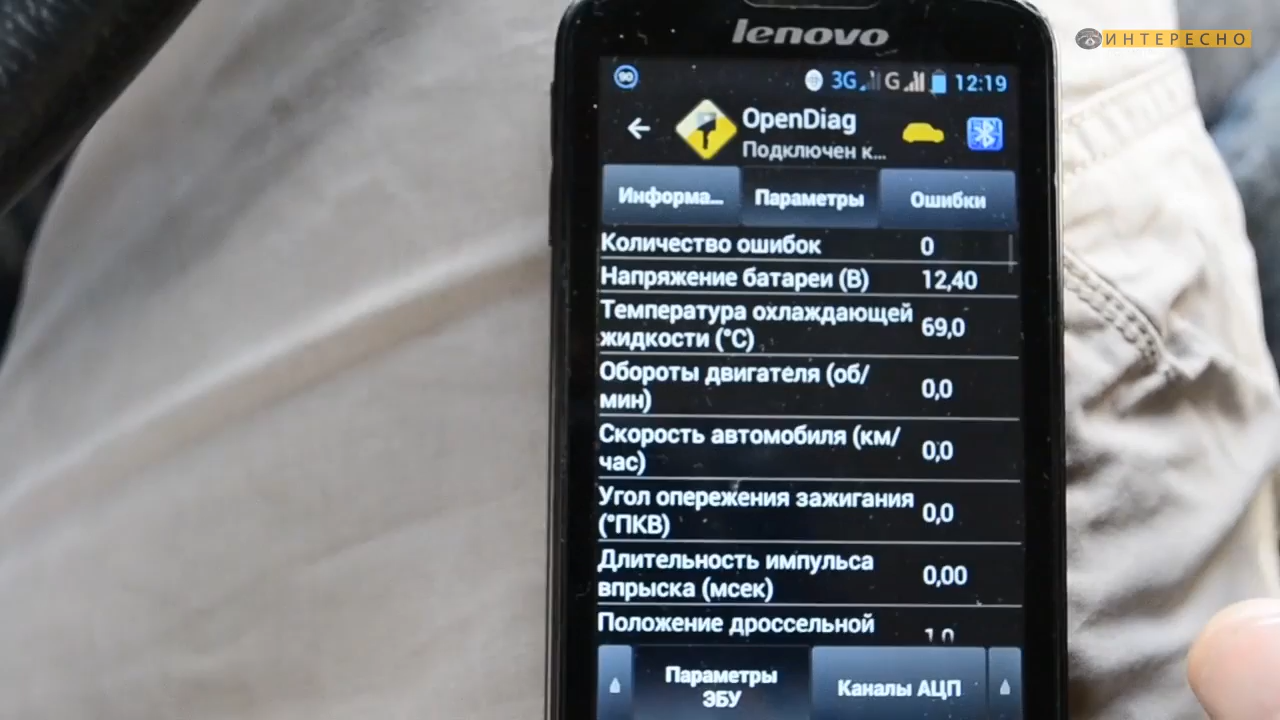 lenovo
ИНТЕРЕСНО
90 3G G 12:19
OpenDiag
Подключен к...
Информа... Параметры Ошибки
Количество ошибок 0
Напряжение батареи (В) 12,40
Температура охлаждающей
жидкости (°C) 69,0
Обороты двигателя (об/
мин) 0,0
Скорость автомобиля (км/
час) 0,0
Угол опережения зажигания
(°ПКВ) 0,0
Длительность импульса
впрыска (мсек) 0,00
Положение дроссельной
Параметры
ЭБУ
Каналы АЦП